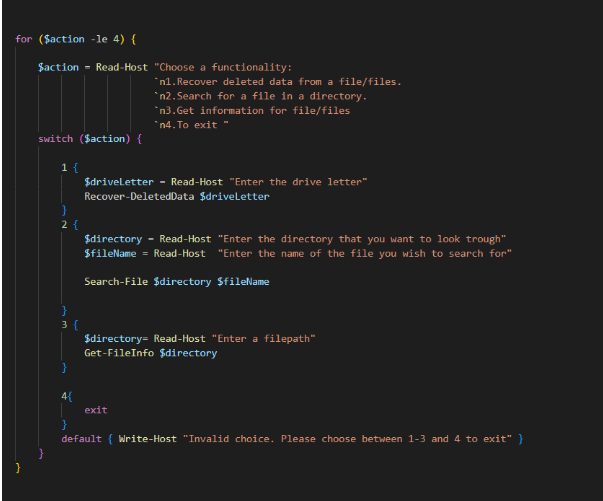 for ($action -le 4) {
$action = Read-Host "Choose a functionality:
`n1.Recover deleted data from a file/files.
`n2.Search for a file in a directory.
`n3.Get information for file/files
`n4.To exit "
switch ($action) {
1 {
$driveLetter = Read-Host "Enter the drive letter"
Recover-DeletedData $driveLetter
}
2 {
$directory = Read-Host "Enter the directory that you want to look trough"
$fileName = Read-Host  "Enter the name of the file you wish to search for"
Search-File $directory $fileName
}
3 {
$directory= Read-Host "Enter a filepath"
Get-FileInfo $directory
}
4{
exit
}
default { Write-Host "Invalid choice. Please choose between 1-3 and 4 to exit" }
}
}